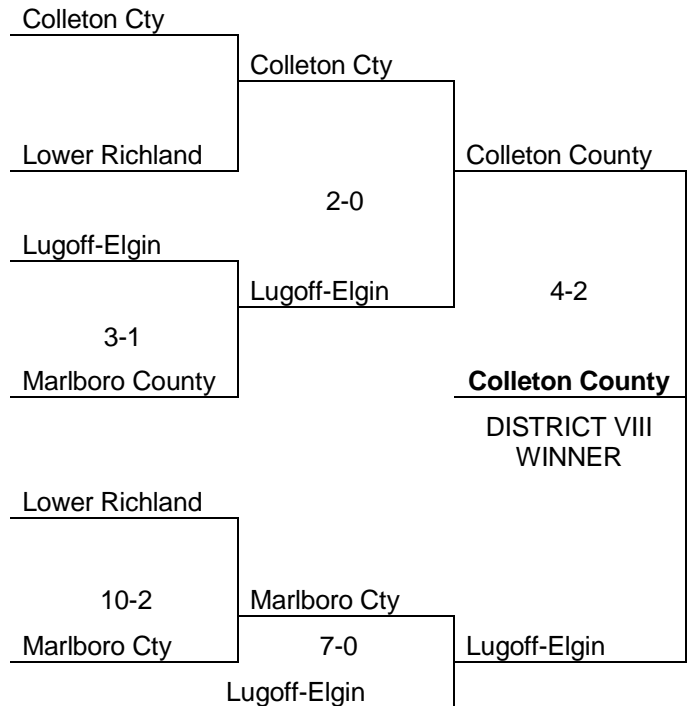 Colleton Cty
Colleton Cty
Lower Richland
Colleton County
2-0
Lugoff-Elgin
Lugoff-Elgin
4-2
3-1
Marlboro County
Colleton County
DISTRICT VIII
WINNER
Lower Richland
10-2
Marlboro Cty
Marlboro Cty
7-0
Lugoff-Elgin
Lugoff-Elgin